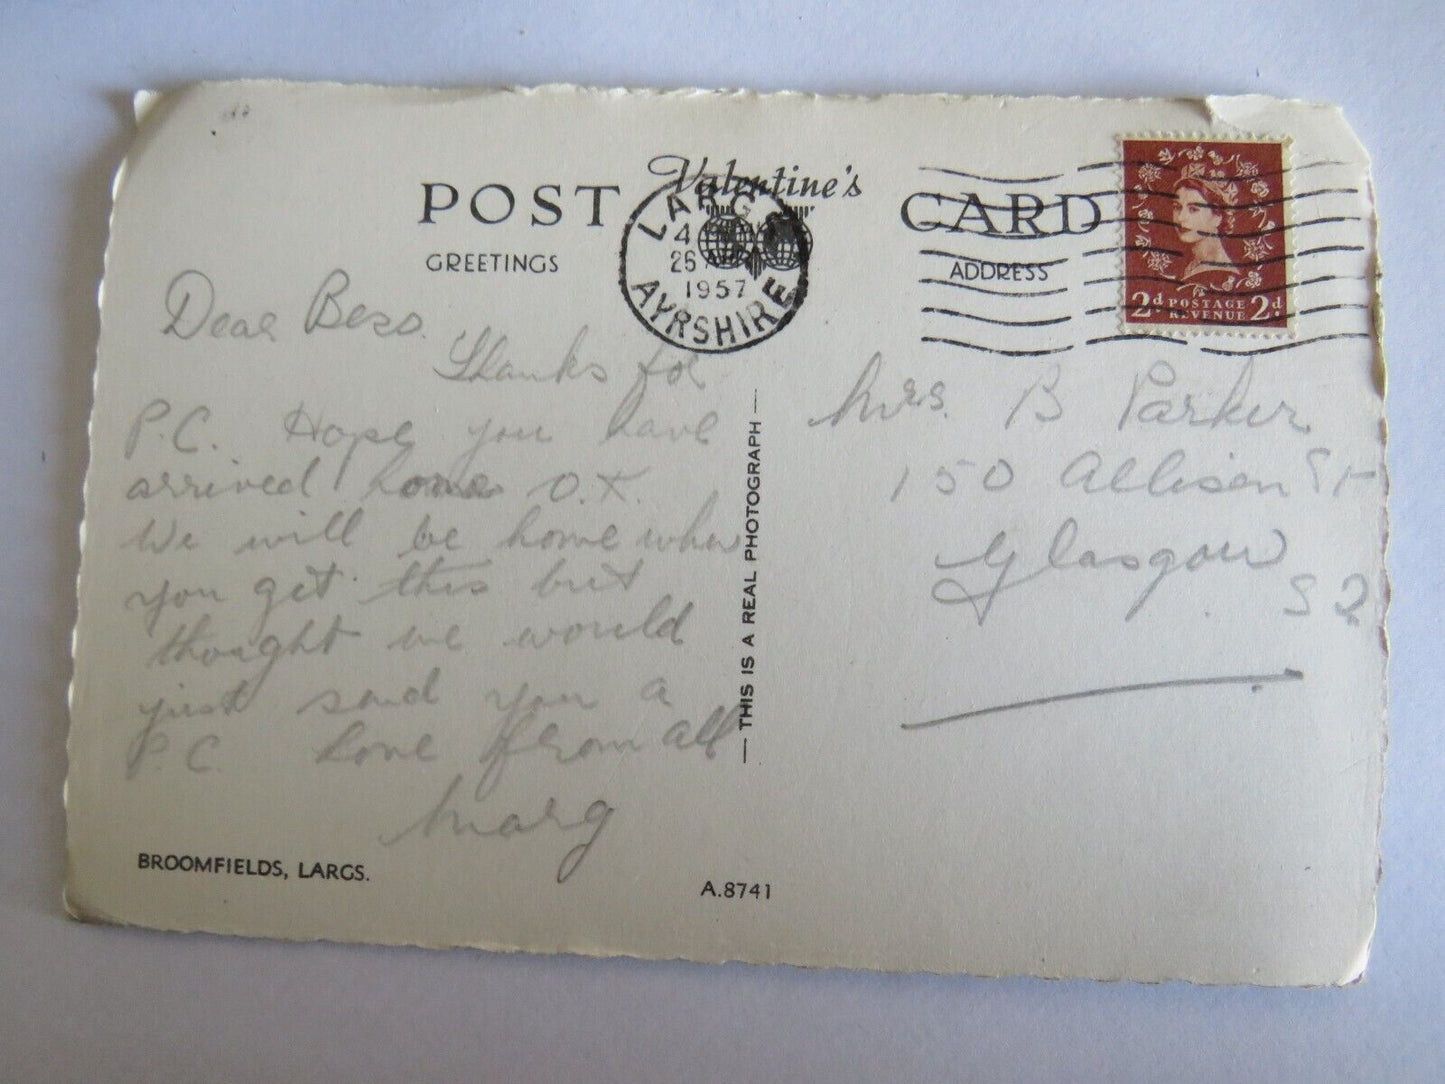 Valentine's
POST CARD
GREETINGS
ADDRESS
LARGS
4
26
1957
AYRSHIRE
2d POSTAGE REVENUE 2d
Dear Bess.
Thanks for
P.C. Hope you have
arrived home O.K.
We will be home when
you get this but
thought we would
just send you a
P.C. Love from all
Marg
THIS IS A REAL PHOTOGRAPH
Mrs. B Parker
150 Allison St
Glasgow
S 2
BROOMFIELDS, LARGS.
A.8741